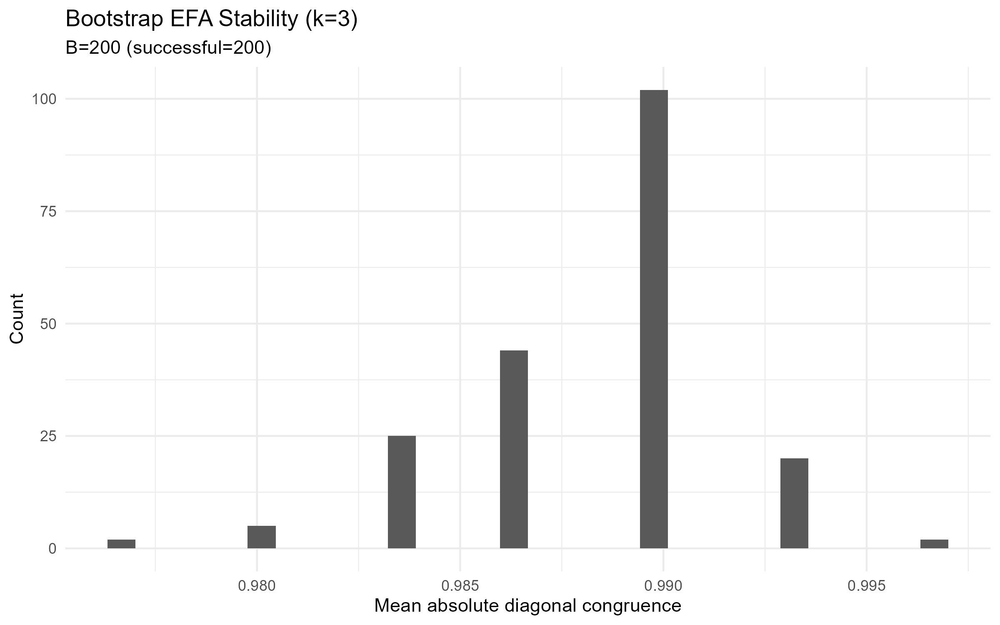 Bootstrap EFA Stability (k=3)
B=200 (successful=200)
100
75
50
25
0
Count
0.980 0.985 0.990 0.995
Mean absolute diagonal congruence